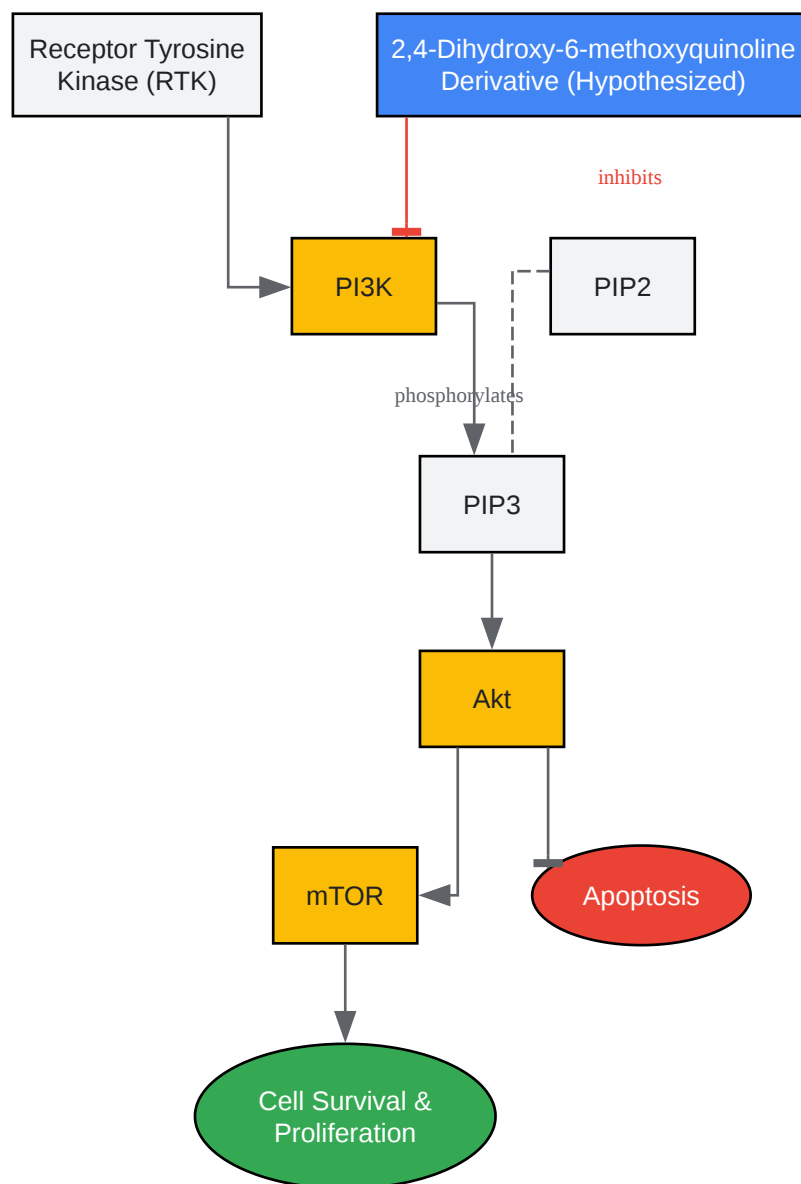 Receptor Tyrosine
Kinase (RTK)
2,4-Dihydroxy-6-methoxyquinoline
Derivative (Hypothesized)
inhibits
PI3K
PIP2
phosphorylates
PIP3
Akt
mTOR
Apoptosis
Cell Survival &
Proliferation